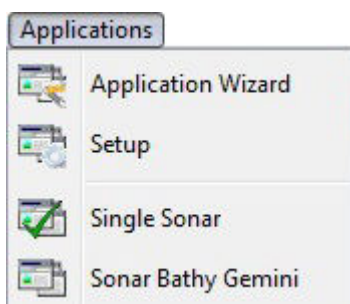 Applications
Application Wizard
Setup
Single Sonar
Sonar Bathy Gemini